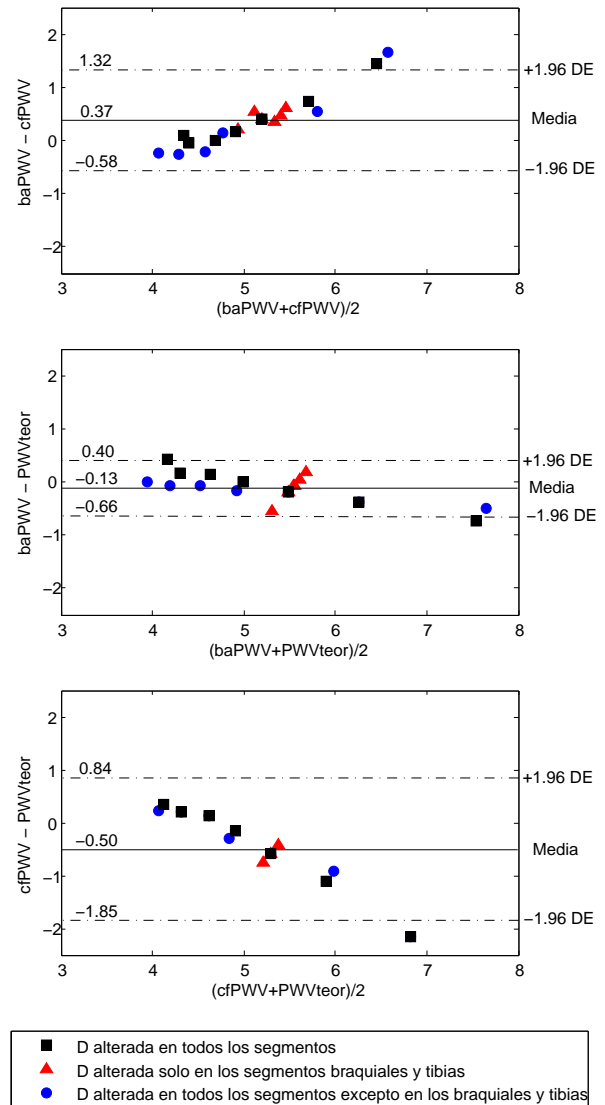 2
1.32
+1.96 DE
1
0.37
Media
0
−0.58
−1.96 DE
−1
−2
baPWV − cfPWV
3 4 5 6 7 8
(baPWV+cfPWV)/2
2
1
0.40
+1.96 DE
0
−0.13
Media
−0.66
−1.96 DE
−1
−2
baPWV − PWVteor
3 4 5 6 7 8
(baPWV+PWVteor)/2
2
0.84
+1.96 DE
1
0
−0.50
Media
−1
−1.85
−1.96 DE
−2
cfPWV − PWVteor
3 4 5 6 7 8
(cfPWV+PWVteor)/2
D alterada en todos los segmentos
D alterada solo en los segmentos braquiales y tibias
D alterada en todos los segmentos excepto en los braquiales y tibias